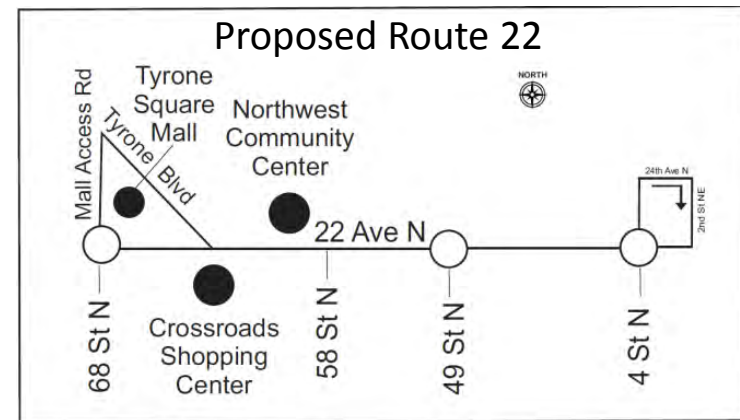 Proposed Route 22
Mall Access Rd
Tyrone
Square
Mall
Tyrone Blvd
Northwest
Community
Center
NORTH
24th Ave N
2nd St NE
22 Ave N
68 St N
Crossroads
Shopping
Center
58 St N
49 St N
4 St N